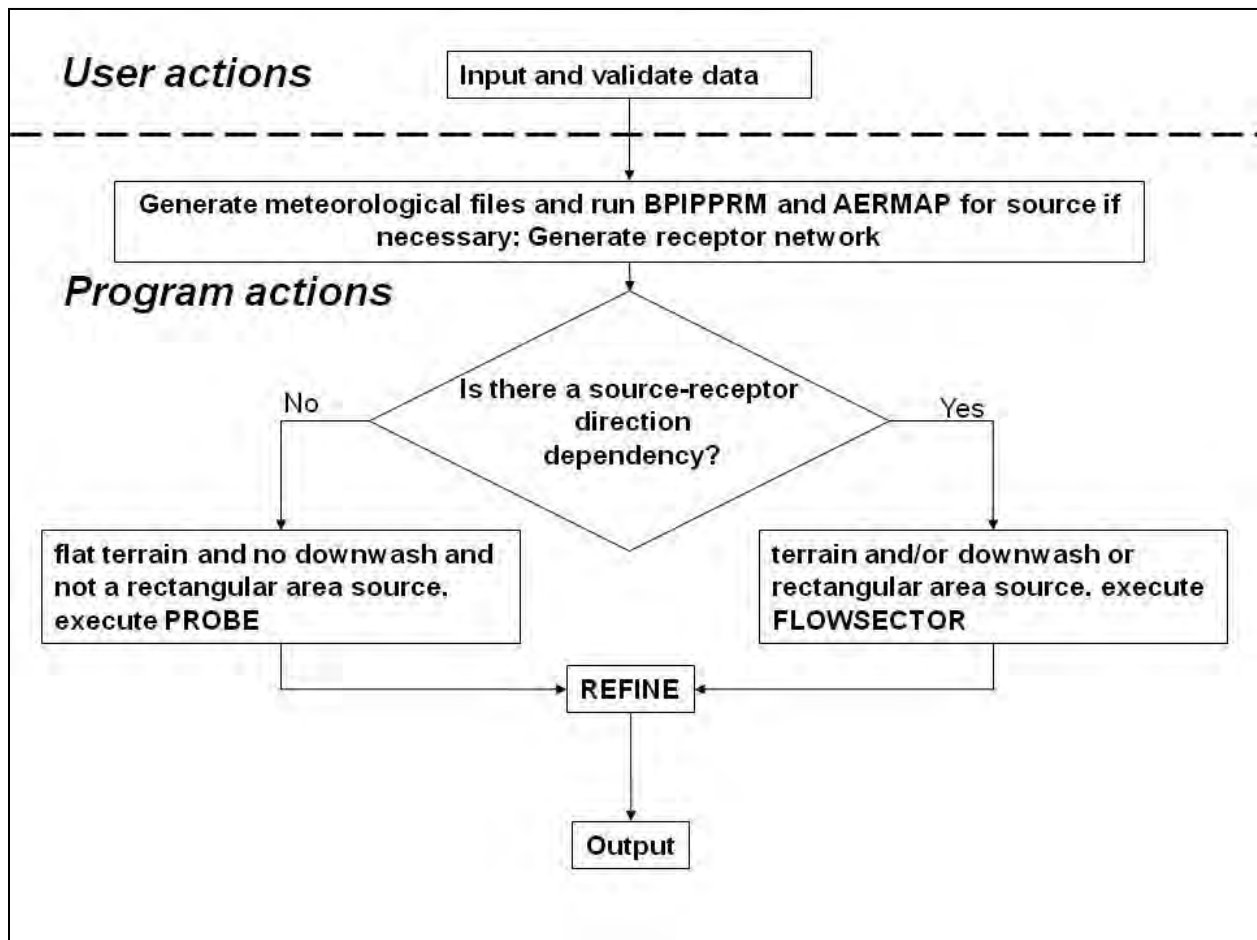 User actions
Input and validate data
Generate meteorological files and run BPIPPRM and AERMAP for source if
necessary: Generate receptor network
Program actions
Is there a source-receptor
direction
dependency?
No
Yes
flat terrain and no downwash and
not a rectangular area source.
execute PROBE
terrain and/or downwash or
rectangular area source. execute
FLOWSECTOR
REFINE
Output